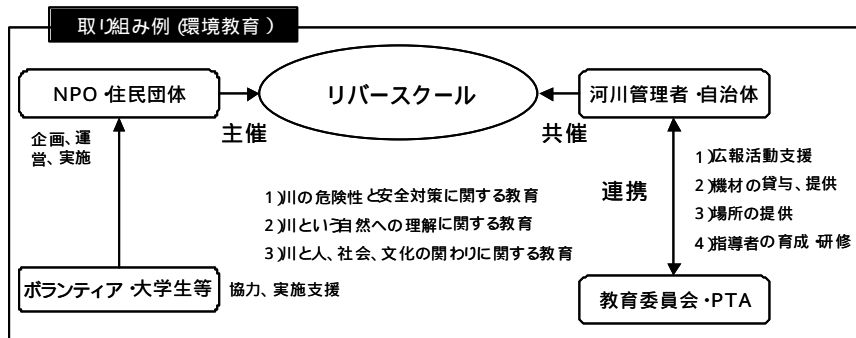 取り組み例(環境教育)
NPO・住民団体
リバースクール
河川管理者・自治体
主催
共催
企画、運
営、実施
1)広報活動支援
2)機材の貸与、提供
3)場所の提供
4)指導者の育成・研修
連携
1)川の危険性と安全対策に関する教育
2)川という自然への理解に関する教育
3)川と人、社会、文化の関わりに関する教育
ボランティア・大学生等
協力、実施支援
教育委員会・PTA